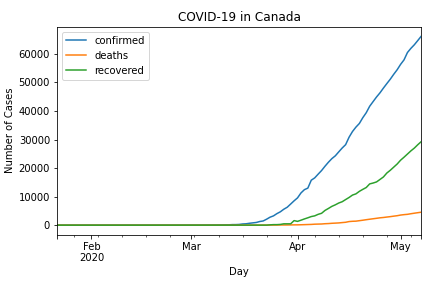 COVID-19 in Canada
confirmed
deaths
recovered
Number of Cases
60000
50000
40000
30000
20000
10000
0
Feb
2020
Mar
Apr
May
Day